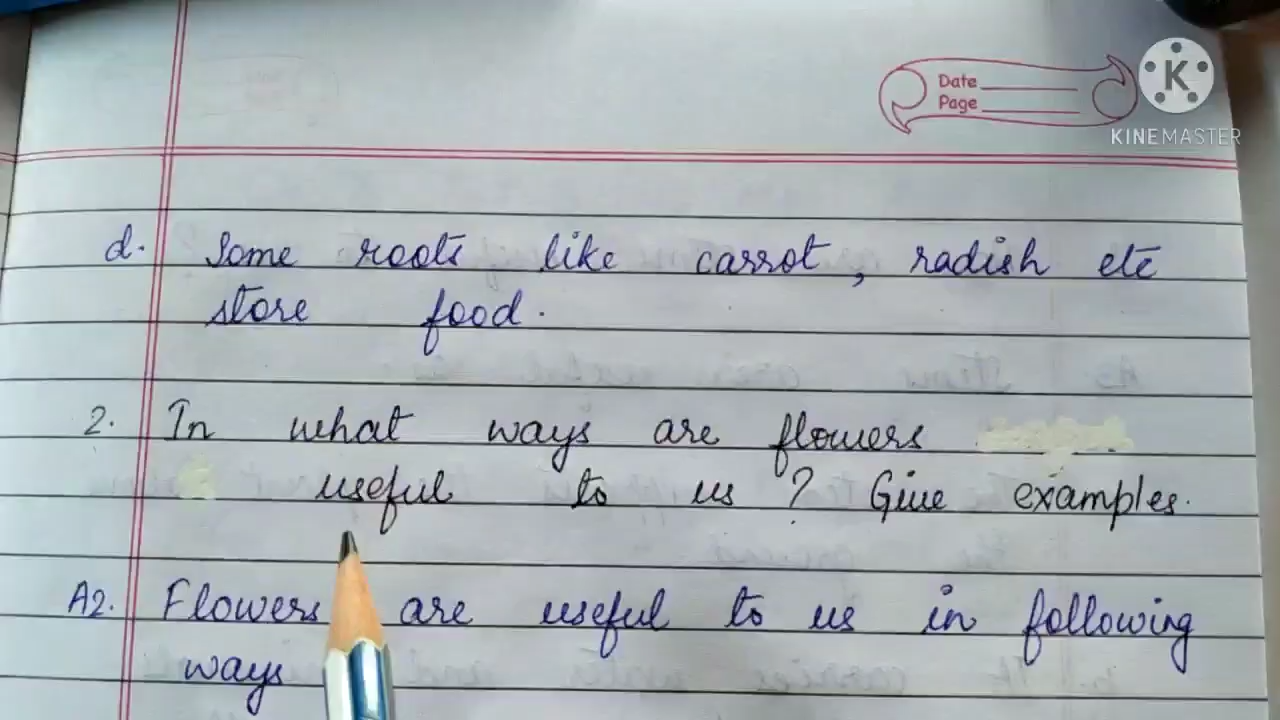 Date
Page
KINEMASTER
d. Some roots like carrot, radish etc
store food.
2. In what ways are flowers
useful to us ? Give examples.
A2. Flowers are useful to us in following
ways